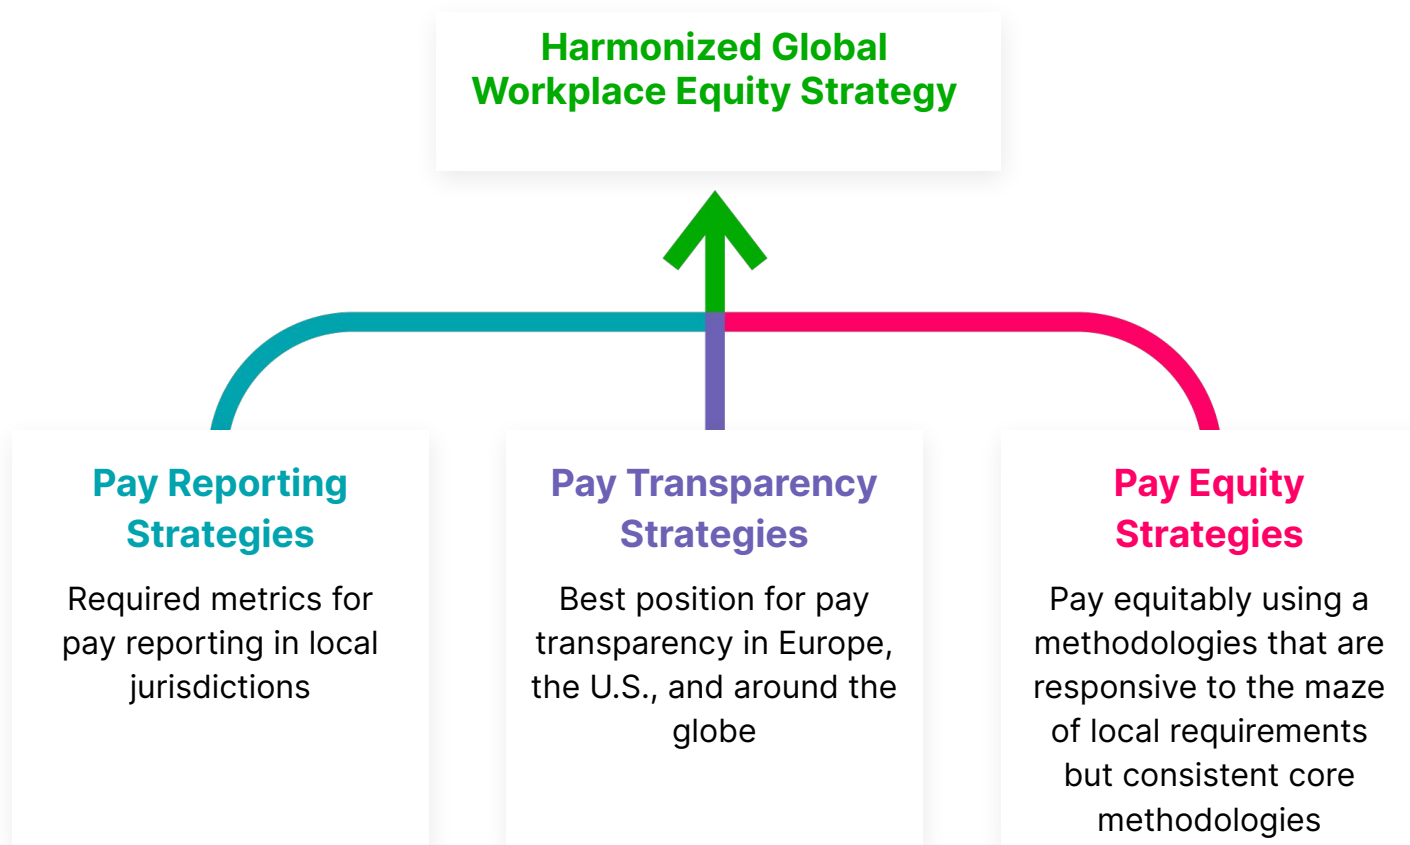 Harmonized Global
Workplace Equity Strategy
Pay Reporting
Strategies
Required metrics for
pay reporting in local
jurisdictions
Pay Transparency
Strategies
Best position for pay
transparency in Europe,
the U.S., and around the
globe
Pay Equity
Strategies
Pay equitably using a
methodologies that are
responsive to the maze
of local requirements
but consistent core
methodologies